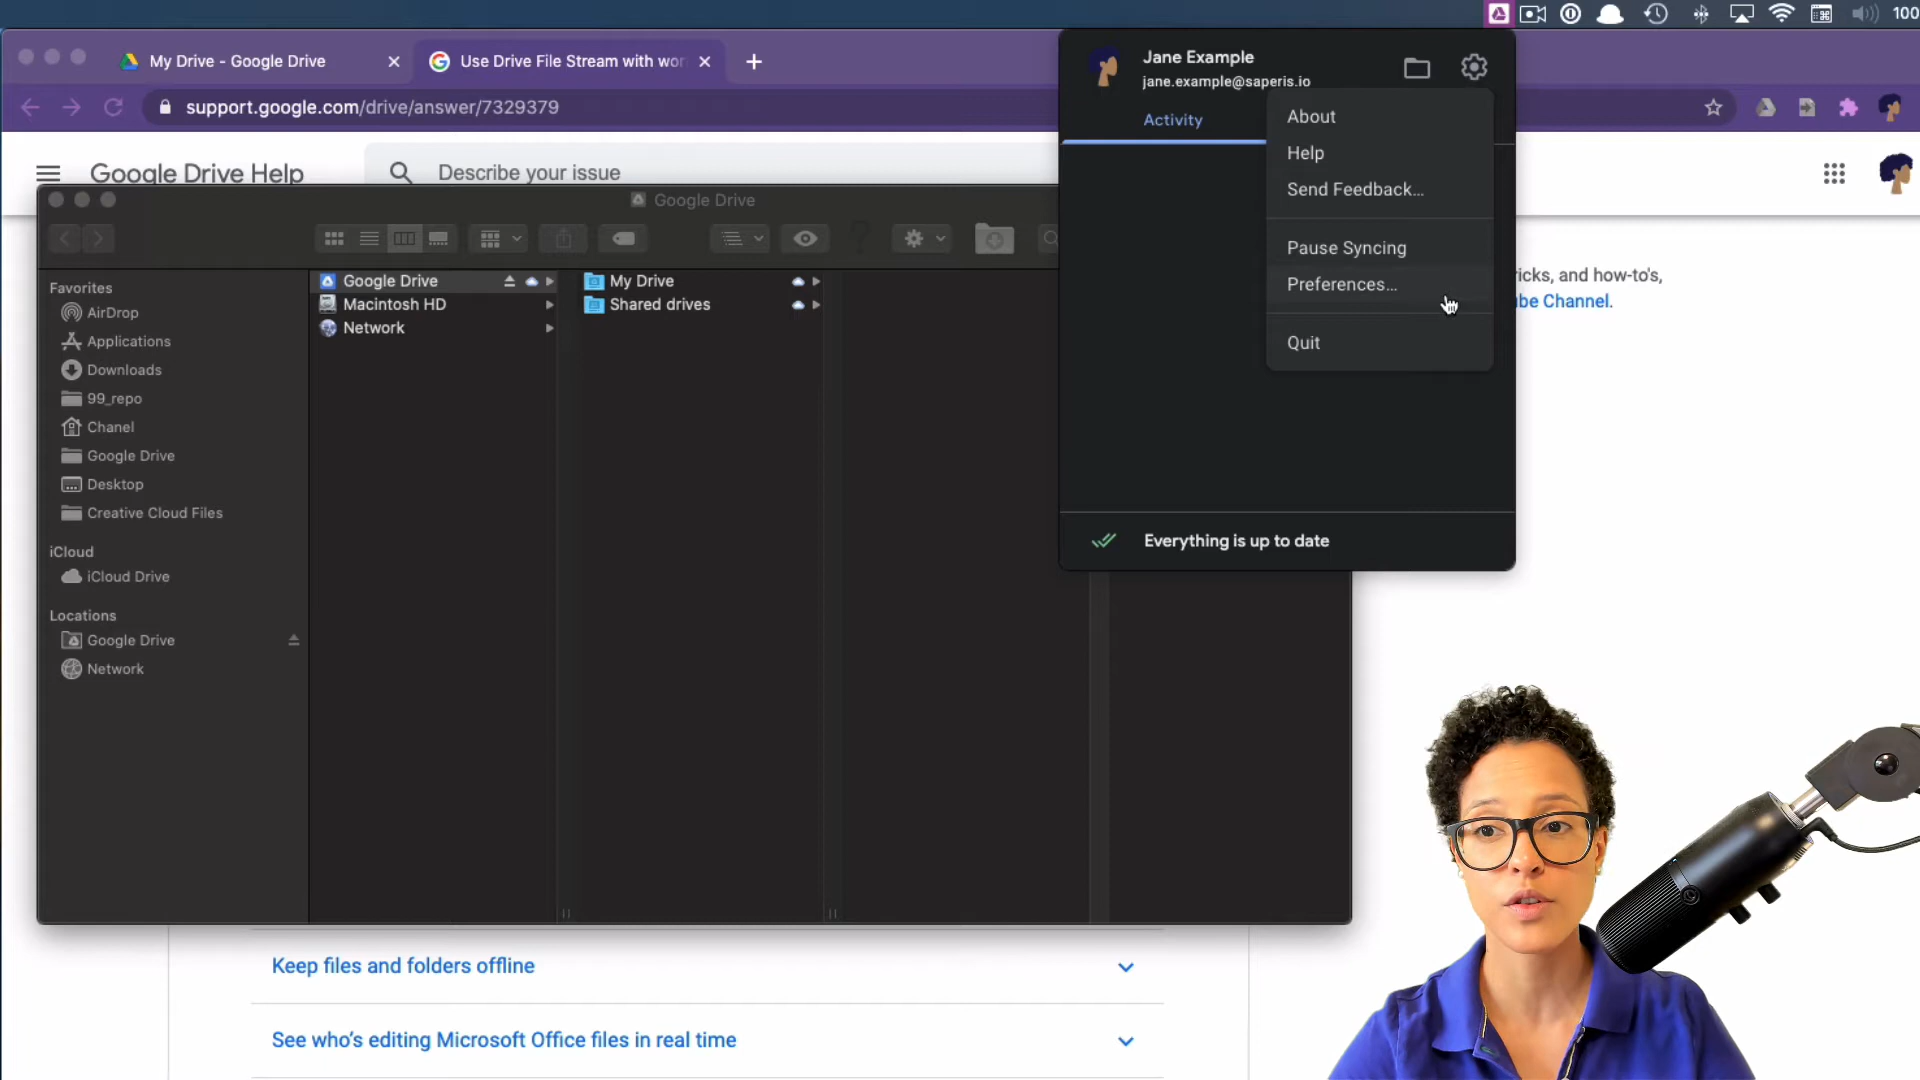 100
My Drive - Google Drive
Use Drive File Stream with wor
support.google.com/drive/answer/7329379
Jane Example
jane.example@saperis.io
Activity
About
Help
Send Feedback...
Pause Syncing
Preferences...
Quit
Everything is up to date
Google Drive Help
Describe your issue
ricks, and how-to's,
ube Channel.
Google Drive
Favorites
AirDrop
Applications
Downloads
99_repo
Chanel
Google Drive
Desktop
Creative Cloud Files
iCloud
iCloud Drive
Locations
Google Drive
Network
Google Drive
Macintosh HD
Network
My Drive
Shared drives
Keep files and folders offline
See who's editing Microsoft Office files in real time